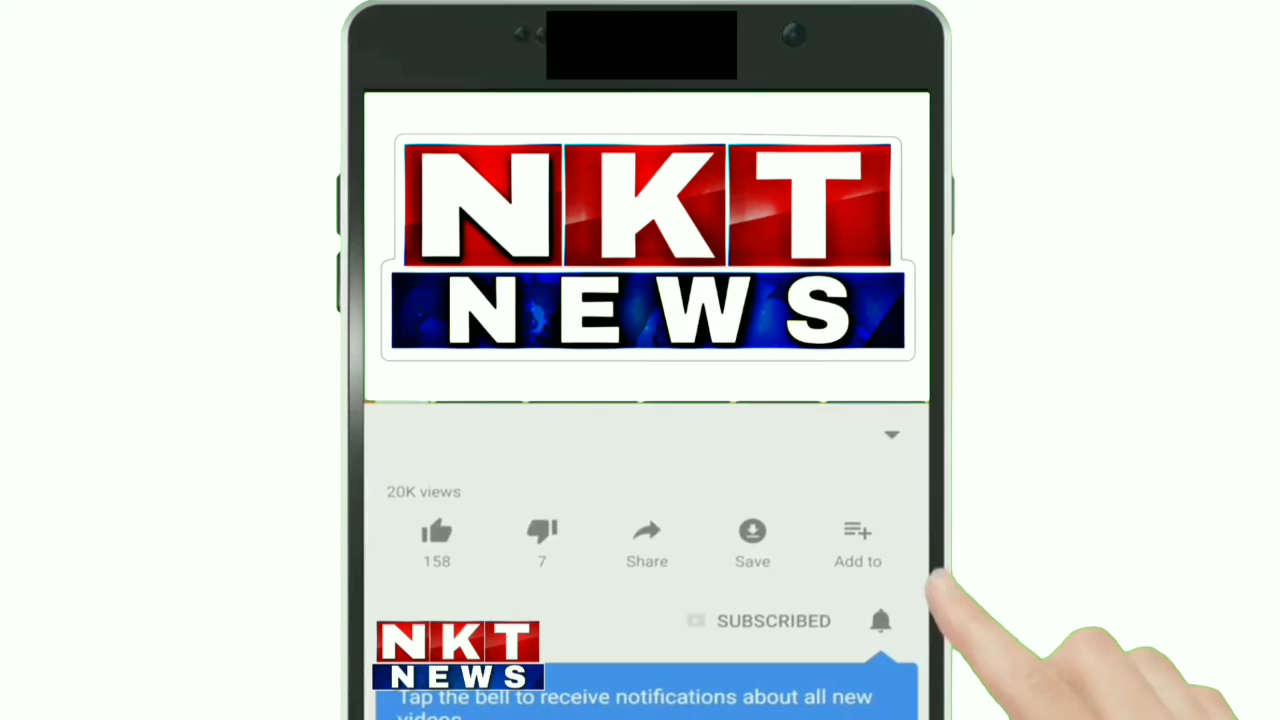 NKT
NEWS
20K views
158
7
Share
Save
Add to
SUBSCRIBED
NKT
NEWS
Tap the bell to receive notifications about all new
videos